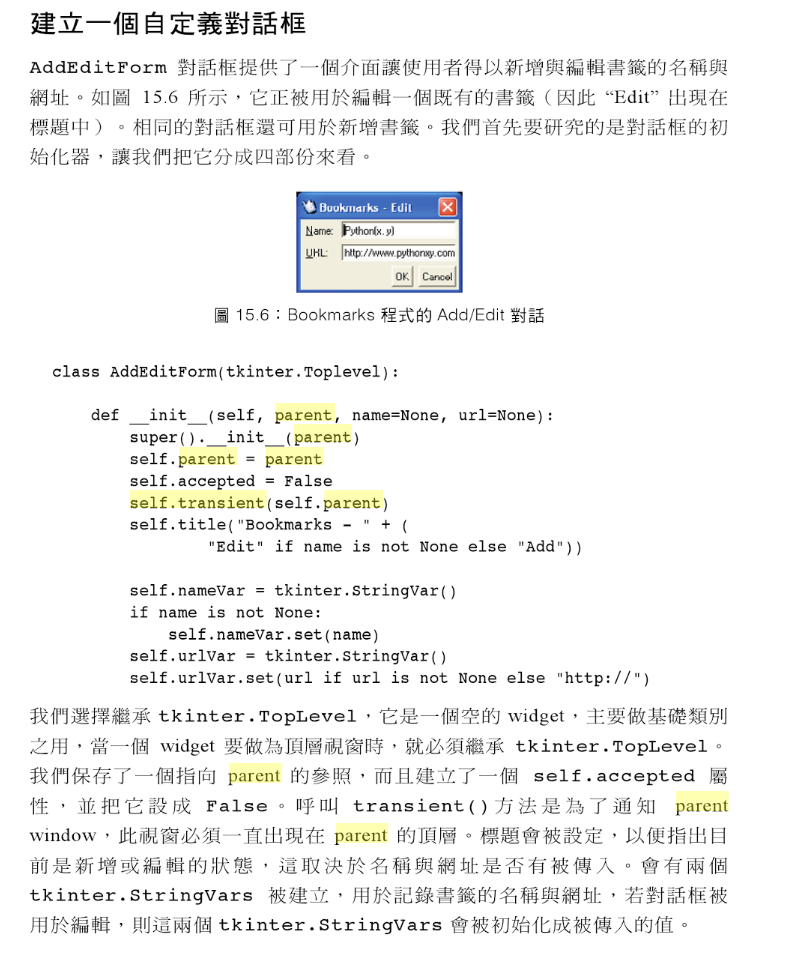 建立一個自定義對話框
AddEditForm 對話框提供了一個介面讓使用者得以新增與編輯書籤的名稱與
網址。如圖 15.6 所示，它正被用於編輯一個既有的書籤（因此 “Edit” 出現在
標題中）。相同的對話框還可用於新增書籤。我們首先要研究的是對話框的初
始化器，讓我們把它分成四部份來看。
Bookmarks - Edit
Name: Python(x, y)
URL: http://www.pythonxy.com
OK Cancel
圖 15.6：Bookmarks 程式的 Add/Edit 對話
class AddEditForm(tkinter.Toplevel):
def __init__(self, parent, name=None, url=None):
super().__init__(parent)
self.parent = parent
self.accepted = False
self.transient(self.parent)
self.title("Bookmarks - " + (
"Edit" if name is not None else "Add"))
self.nameVar = tkinter.StringVar()
if name is not None:
self.nameVar.set(name)
self.urlVar = tkinter.StringVar()
self.urlVar.set(url if url is not None else "http://")
我們選擇繼承 tkinter.TopLevel，它是一個空的 widget，主要做基礎類別
之用，當一個 widget 要做為頂層視窗時，就必須繼承 tkinter.TopLevel。
我們保存了一個指向 parent 的參照，而且建立了一個 self.accepted 屬
性，並把它設成 False。呼叫 transient()方法是為了通知 parent
window，此視窗必須一直出現在 parent 的頂層。標題會被設定，以便指出目
前是新增或編輯的狀態，這取決於名稱與網址是否有被傳入。會有兩個
tkinter.StringVars 被建立，用於記錄書籤的名稱與網址，若對話框被
用於編輯，則這兩個 tkinter.StringVars 會被初始化成被傳入的值。